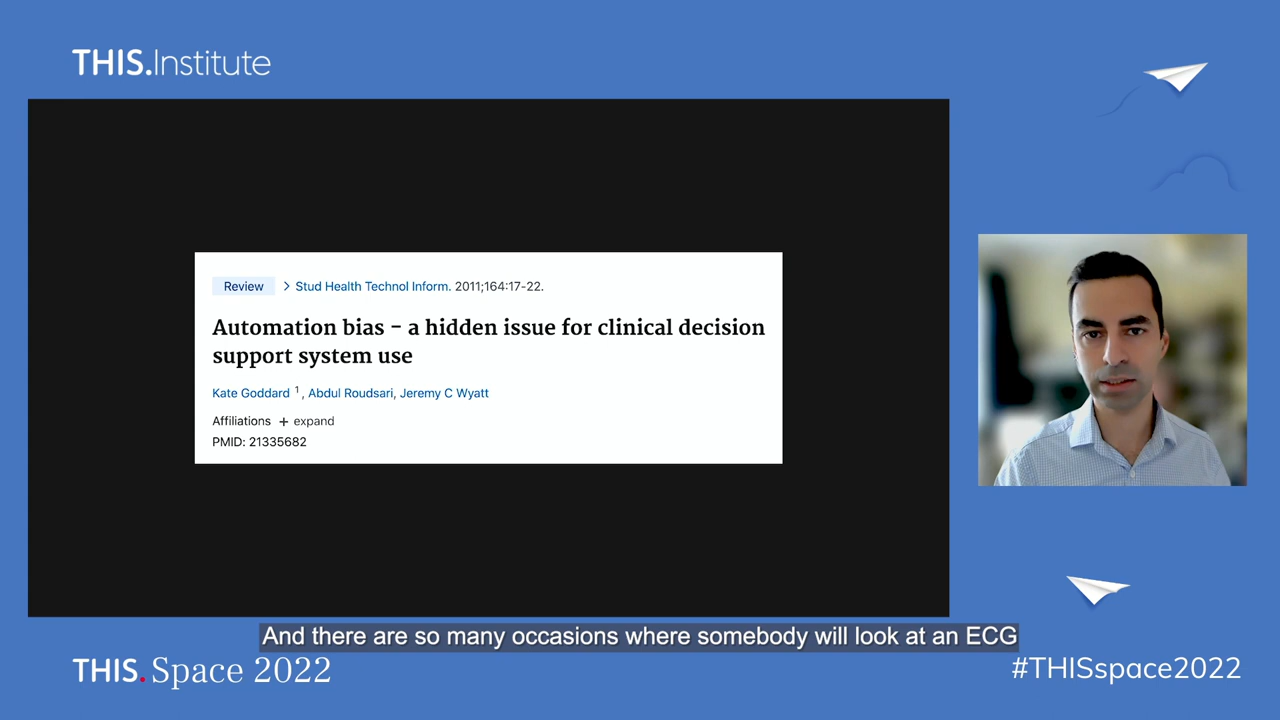 THIS.Institute
Review > Stud Health Technol Inform. 2011;164:17-22.
Automation bias - a hidden issue for clinical decision
support system use
Kate Goddard 1, Abdul Roudsari, Jeremy C Wyatt
Affiliations + expand
PMID: 21335682
And there are so many occasions where somebody will look at an ECG
THIS.Space 2022
#THISspace2022